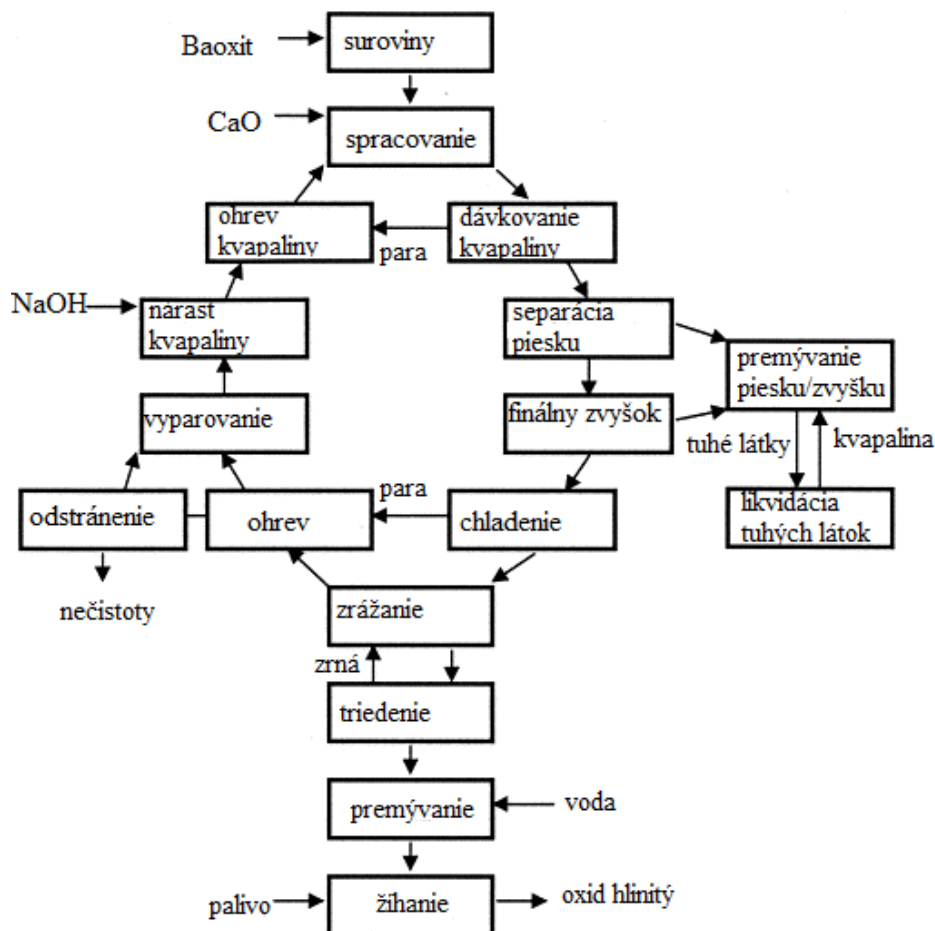 Baoxit
suroviny
CaO
spracovanie
ohrev
kvapaliny
para
dávkovanie
kvapaliny
NaOH
narast
kvapaliny
separácia
piesku
premývanie
piesku/zvyšku
vyparovanie
finálny zvyšok
tuhé látky
kvapalina
odstránenie
ohrev
para
chladenie
likvidácia
tuhých látok
nečistoty
zrážanie
zrná
triedenie
premývanie
voda
palivo
žíhanie
oxid hlinitý